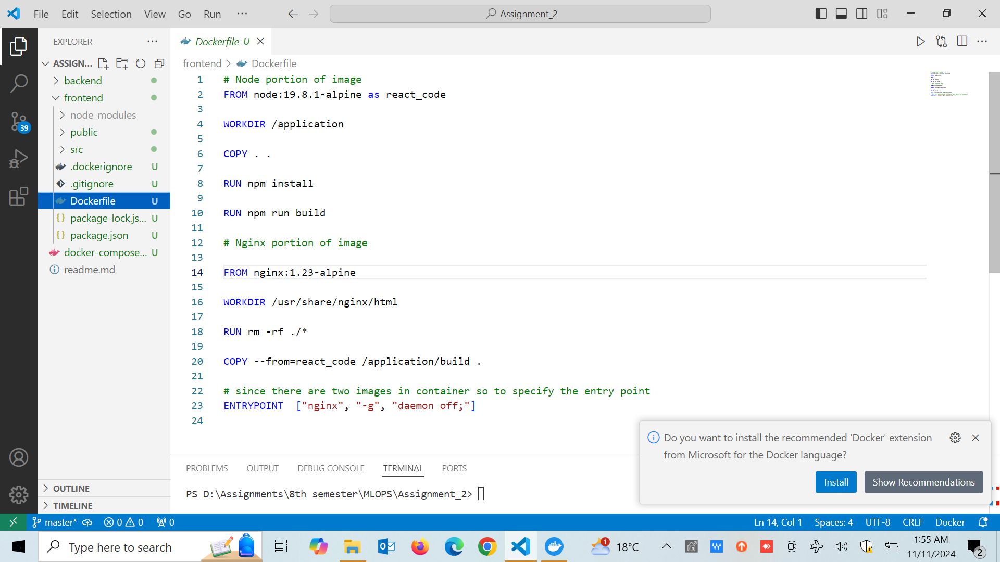 File Edit Selection View Go Run ···
Assignment_2
EXPLORER
ASSIGN...
backend
frontend
node_modules
public
src
.dockerignore U
.gitignore U
Dockerfile U
package-lock.js... U
package.json U
docker-compose... U
readme.md
39
OUTLINE
TIMELINE
Dockerfile U
frontend > Dockerfile
1 # Node portion of image
2 FROM node:19.8.1-alpine as react_code
3
4 WORKDIR /application
5
6 COPY . .
7
8 RUN npm install
9
10 RUN npm run build
11
12 # Nginx portion of image
13
14 FROM nginx:1.23-alpine
15
16 WORKDIR /usr/share/nginx/html
17
18 RUN rm -rf ./*
19
20 COPY --from=react_code /application/build .
21
22 # since there are two images in container so to specify the entry point
23 ENTRYPOINT  ["nginx", "-g", "daemon off;"]
24
PROBLEMS OUTPUT DEBUG CONSOLE TERMINAL PORTS
PS D:\Assignments\8th semester\MLOPS\Assignment_2>
Do you want to install the recommended 'Docker' extension
from Microsoft for the Docker language?
Install Show Recommendations
master* 0 0 0 Ln 14, Col 1 Spaces: 4 UTF-8 CRLF Docker
Type here to search
1 18°C
1:55 AM
11/11/2024
2